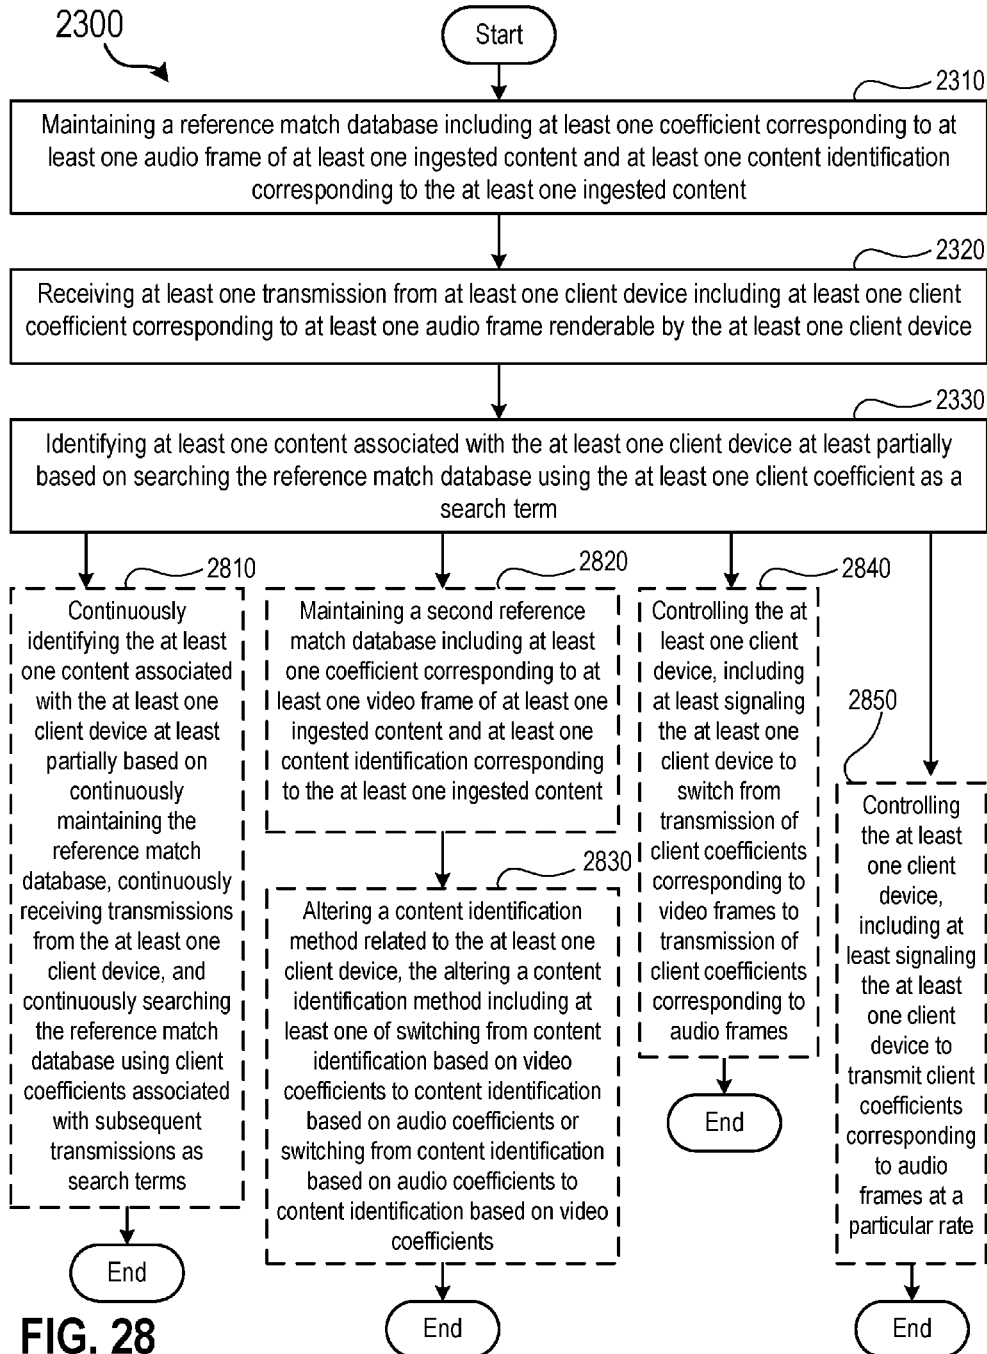 2300
Start
2310
Maintaining a reference match database including at least one coefficient corresponding to at
least one audio frame of at least one ingested content and at least one content identification
corresponding to the at least one ingested content
2320
Receiving at least one transmission from at least one client device including at least one client
coefficient corresponding to at least one audio frame renderable by the at least one client device
2330
Identifying at least one content associated with the at least one client device at least partially
based on searching the reference match database using the at least one client coefficient as a
search term
2810
Continuously
identifying the at least
one content associated
with the at least one
client device at least
partially based on
continuously
maintaining the
reference match
database, continuously
receiving transmissions
from the at least one
client device, and
continuously searching
the reference match
database using client
coefficients associated
with subsequent
transmissions as
search terms
End
2820
Maintaining a second reference
match database including at least
one coefficient corresponding to at
least one video frame of at least one
ingested content and at least one
content identification corresponding
to the at least one ingested content
2830
Altering a content identification
method related to the at least one
client device, the altering a content
identification method including at
least one of switching from content
identification based on video
coefficients to content identification
based on audio coefficients or
switching from content identification
based on audio coefficients to
content identification based on video
coefficients
End
2840
Controlling the at
least one client
device, including
at least signaling
the at least one
client device to
switch from
transmission of
client coefficients
corresponding to
video frames to
transmission of
client coefficients
corresponding to
audio frames
End
2850
Controlling
the at least
one client
device,
including at
least signaling
the at least
one client
device to
transmit client
coefficients
corresponding
to audio
frames at a
particular rate
End
FIG. 28